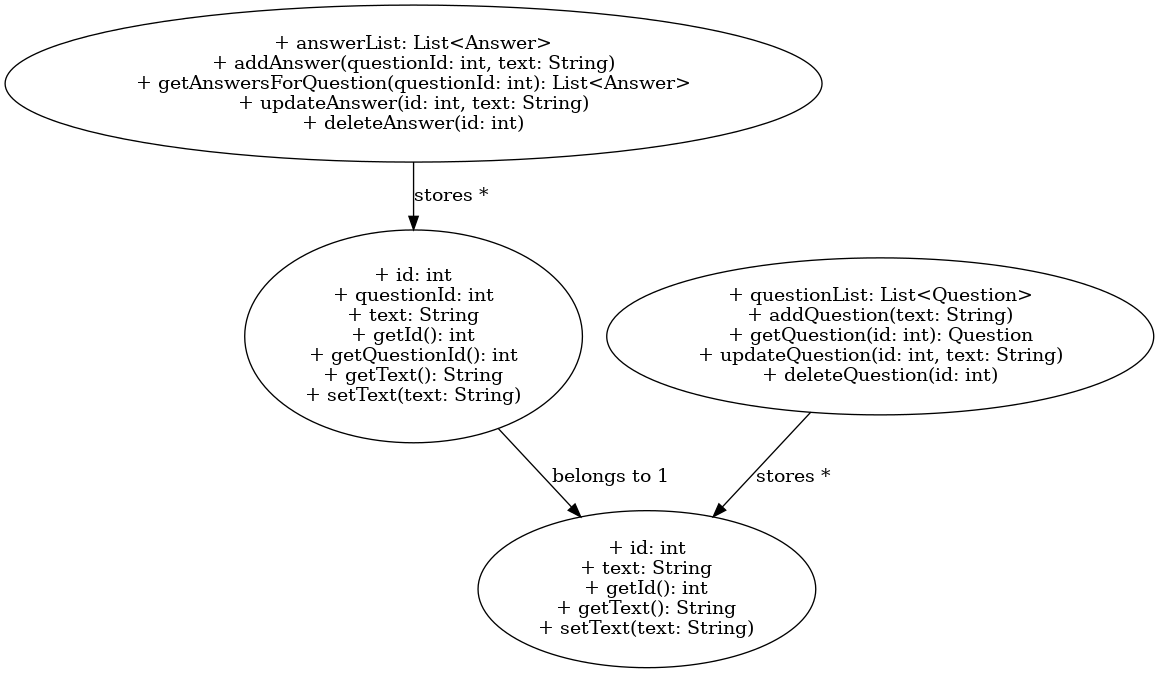 + answerList: List<Answer>
+ addAnswer(questionId: int, text: String)
+ getAnswersForQuestion(questionId: int): List<Answer>
+ updateAnswer(id: int, text: String)
+ deleteAnswer(id: int)
stores *
+ id: int
+ questionId: int
+ text: String
+ getId(): int
+ getQuestionId(): int
+ getText(): String
+ setText(text: String)
+ questionList: List<Question>
+ addQuestion(text: String)
+ getQuestion(id: int): Question
+ updateQuestion(id: int, text: String)
+ deleteQuestion(id: int)
belongs to 1
stores *
+ id: int
+ text: String
+ getId(): int
+ getText(): String
+ setText(text: String)